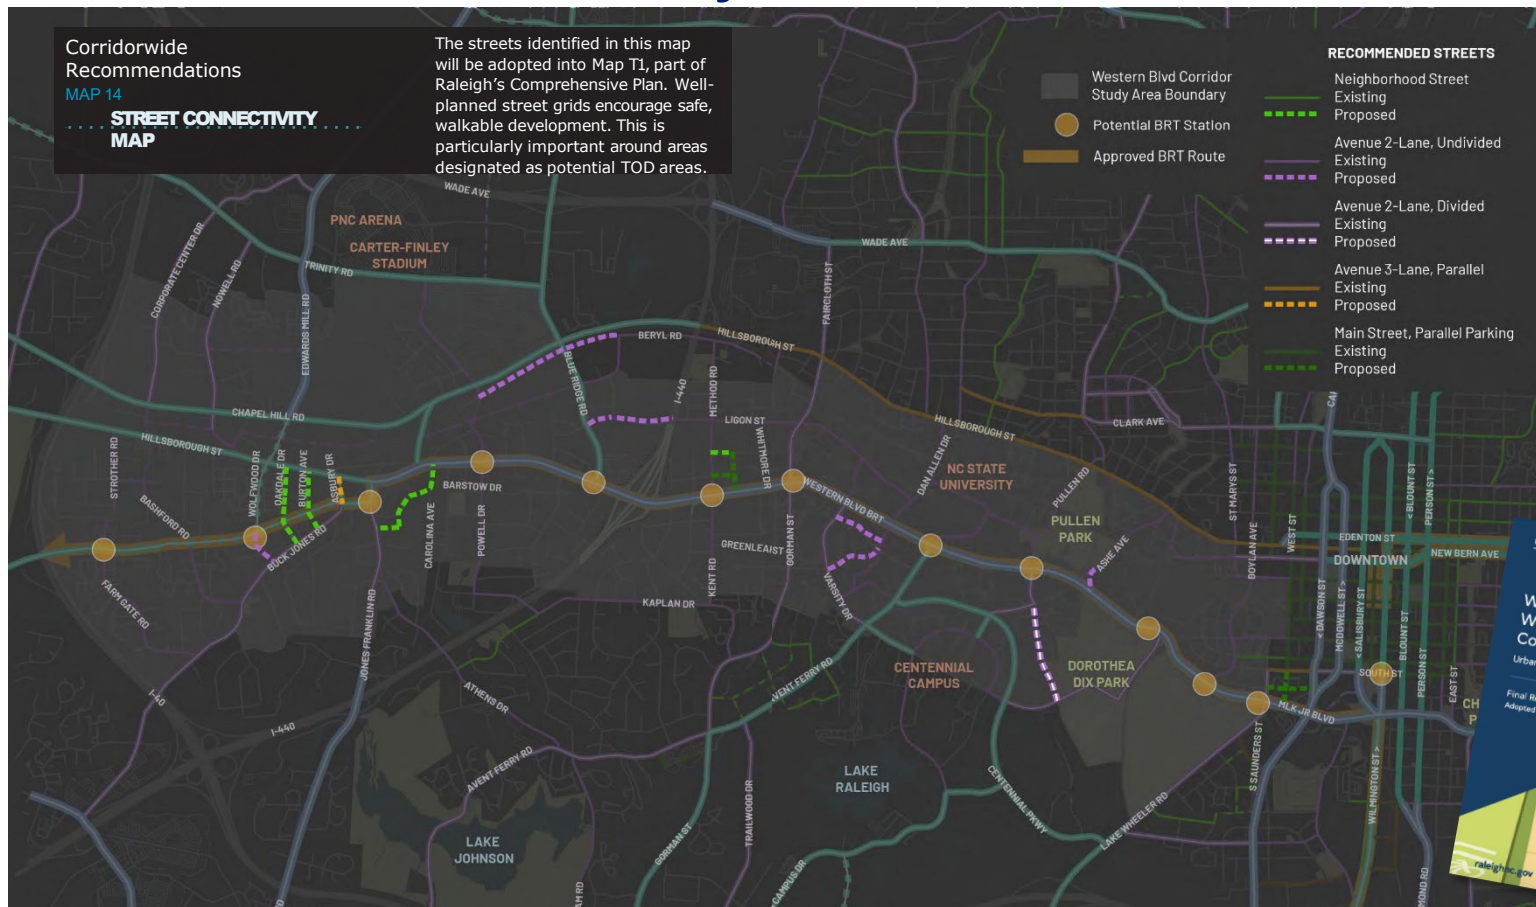 Corridorwide
Recommendations
MAP 14
STREET CONNECTIVITY
MAP
The streets identified in this map
will be adopted into Map T1, part of
Raleigh's Comprehensive Plan. Well-
planned street grids encourage safe,
walkable development. This is
particularly important around areas
designated as potential TOD areas.
Western Blvd Corridor
Study Area Boundary
Potential BRT Station
Approved BRT Route
RECOMMENDED STREETS
Neighborhood Street
Existing
Proposed
Avenue 2-Lane, Undivided
Existing
Proposed
Avenue 2-Lane, Divided
Existing
Proposed
Avenue 3-Lane, Parallel
Existing
Proposed
Main Street, Parallel Parking
Existing
Proposed
WADE AVE
PNC ARENA
CARTER-FINLEY
STADIUM
TRINITY RD
CORPORATE CENTER DR
NOWELL RD
EDWARDS MILL RD
WADE AVE
FAIRCLOTH ST
BERYL RD
HILLSBOROUGH ST
BLUE RIDGE RD
I-440
METHOD RD
CHAPEL HILL RD
HILLSBOROUGH ST
LIGON ST
WHITMORE DR
HILLSBOROUGH ST
CLARK AVE
STROTHER RD
BASHFORD RD
WOLFWOOD DR
OAKDALE DR
BURTON AVE
ASBURY DR
BUCK JONES RD
BARSTOW DR
CAROLINA AVE
POWELL DR
WESTERN BLVD BRT
DAN ALLEN DR
NC STATE
UNIVERSITY
PULLEN RD
PULLEN
PARK
ASHE AVE
ST MARYS ST
BOYLAN AVE
WEST ST
< BLOUNT ST
PERSON ST >
EDENTON ST
NEW BERN AVE
DOWNTOWN
FARM GATE RD
GREENLEAF ST
GORMAN ST
KENT RD
KAPLAN DR
VARSITY DR
JONES FRANKLIN RD
ATHENS DR
AVENT FERRY RD
CENTENNIAL
CAMPUS
DOROTHEA
DIX PARK
< DAWSON ST
MCDOWELL ST >
< SALISBURY ST
BLOUNT ST
PERSON ST
EAST ST
SOUTH ST
MLK JR BLVD
S SAUNDERS ST
WILMINGTON ST >
I-40
I-440
AVENT FERRY RD
LAKE
JOHNSON
LAKE
RALEIGH
GORMAN ST
TRAILWOOD DR
CENTENNIAL PKWY
LAKE WHEELER RD
CAMPUS DR
raleighnc.gov